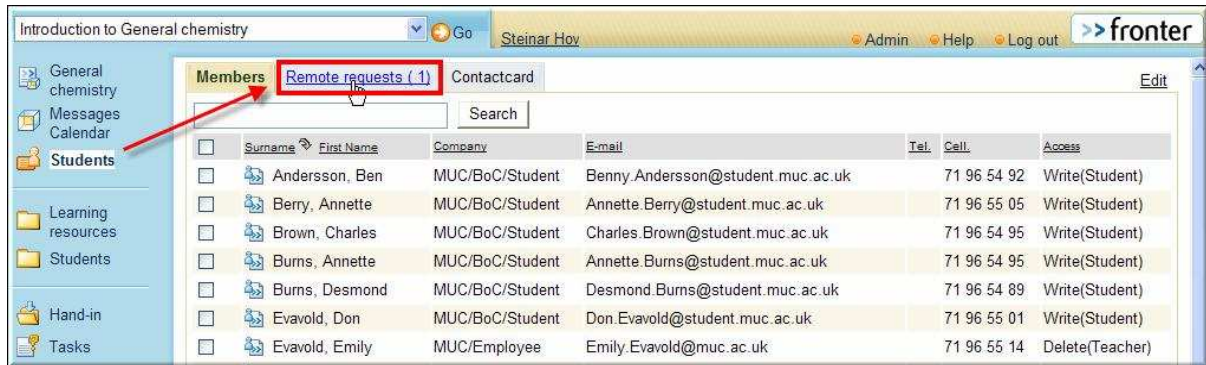 Introduction to General chemistry Go Steinar Hov Admin Help Log out >> fronter
General chemistry
Messages
Calendar
Students
Learning resources
Students
Hand-in
Tasks
Members Remote requests ( 1) Contactcard Edit
Search
Surname First Name Company E-mail Tel. Cell. Access
Andersson, Ben MUC/BoC/Student Benny.Andersson@student.muc.ac.uk 71 96 54 92 Write(Student)
Berry, Annette MUC/BoC/Student Annette.Berry@student.muc.ac.uk 71 96 55 05 Write(Student)
Brown, Charles MUC/BoC/Student Charles.Brown@student.muc.ac.uk 71 96 54 95 Write(Student)
Burns, Annette MUC/BoC/Student Annette.Burns@student.muc.ac.uk 71 96 54 95 Write(Student)
Burns, Desmond MUC/BoC/Student Desmond.Burns@student.muc.ac.uk 71 96 54 89 Write(Student)
Evavold, Don MUC/BoC/Student Don.Evavold@student.muc.ac.uk 71 96 55 01 Write(Student)
Evavold, Emily MUC/Employee Emily.Evavold@muc.ac.uk 71 96 55 14 Delete(Teacher)